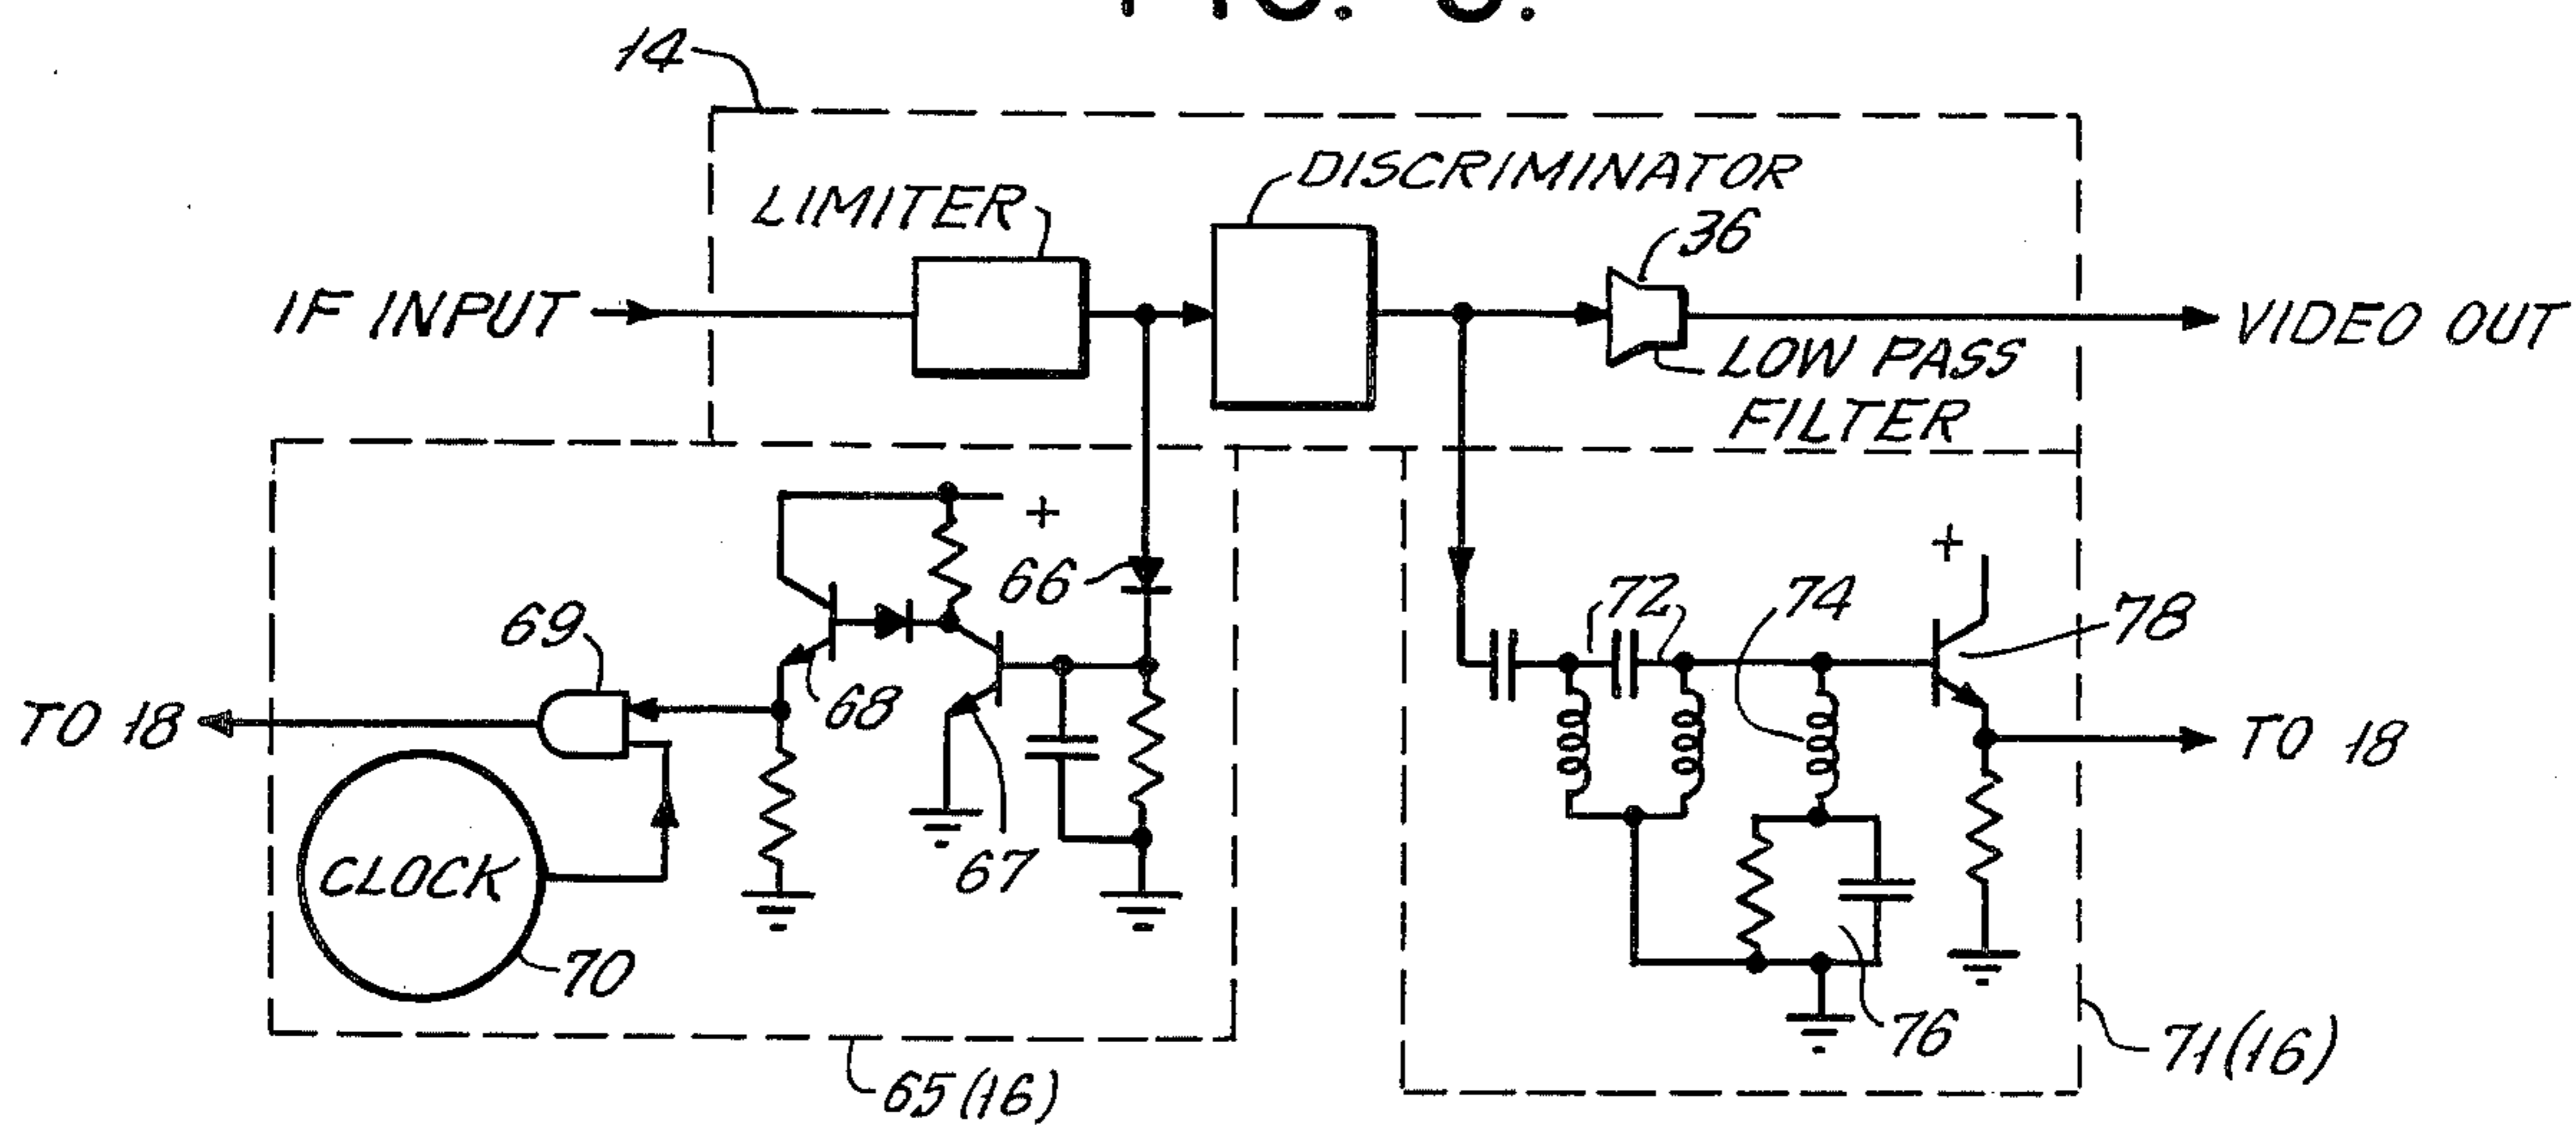 14
DISCRIMINATOR
LIMITER
36
IF INPUT
VIDEO OUT
LOW PASS
FILTER
+
66
+
72
74
78
69
68
TO 18
TO 18
67
CLOCK
70
76
71(16)
65(16)